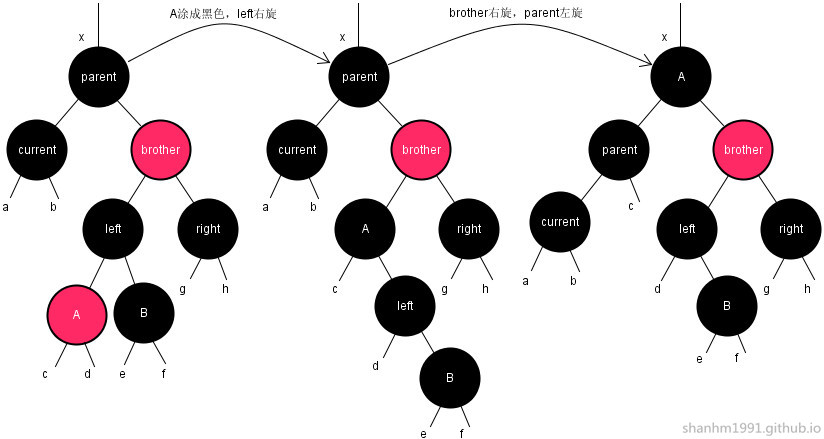 A涂成黑色，left右旋
brother右旋，parent左旋
x
x
x
parent
parent
A
current
brother
current
brother
parent
brother
a
b
left
right
a
b
A
right
current
c
left
right
A
B
g
h
c
left
g
h
a
b
d
B
g
h
c
d
e
f
d
B
e
f
e
f
shanhm1991.github.io